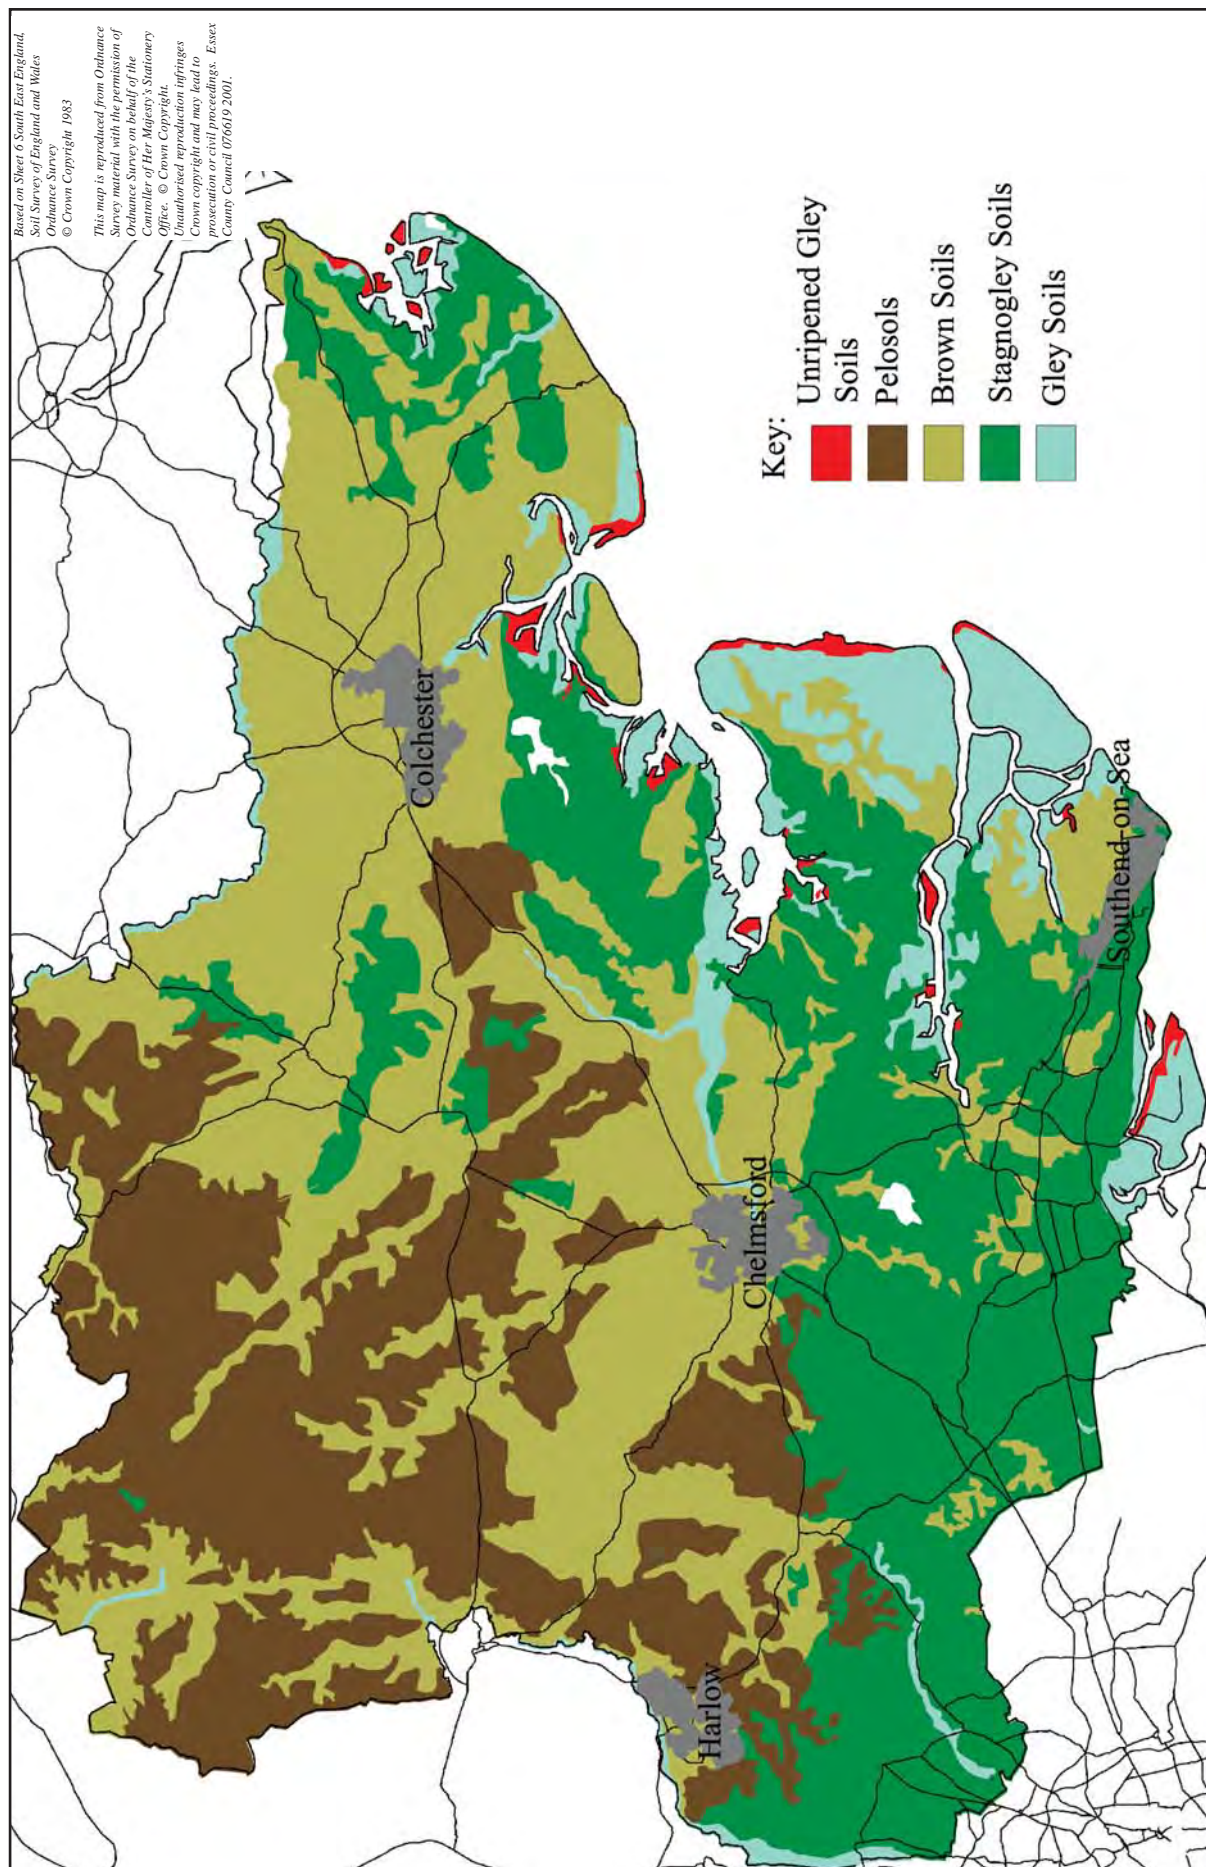 Based on Sheet 6 South East England,
Soil Survey of England and Wales
Ordnance Survey
© Crown Copyright 1983
This map is reproduced from Ordnance
Survey material with the permission of
Ordnance Survey on behalf of the
Controller of Her Majesty's Stationery
Office. © Crown Copyright.
Unauthorised reproduction infringes
Crown copyright and may lead to
prosecution or civil proceedings. Essex
County Council 076619 2001.
Colchester
Chelmsford
Harlow
Southend-on-Sea
Key:
Unripened Gley
Soils
Pelosols
Brown Soils
Stagnogley Soils
Gley Soils